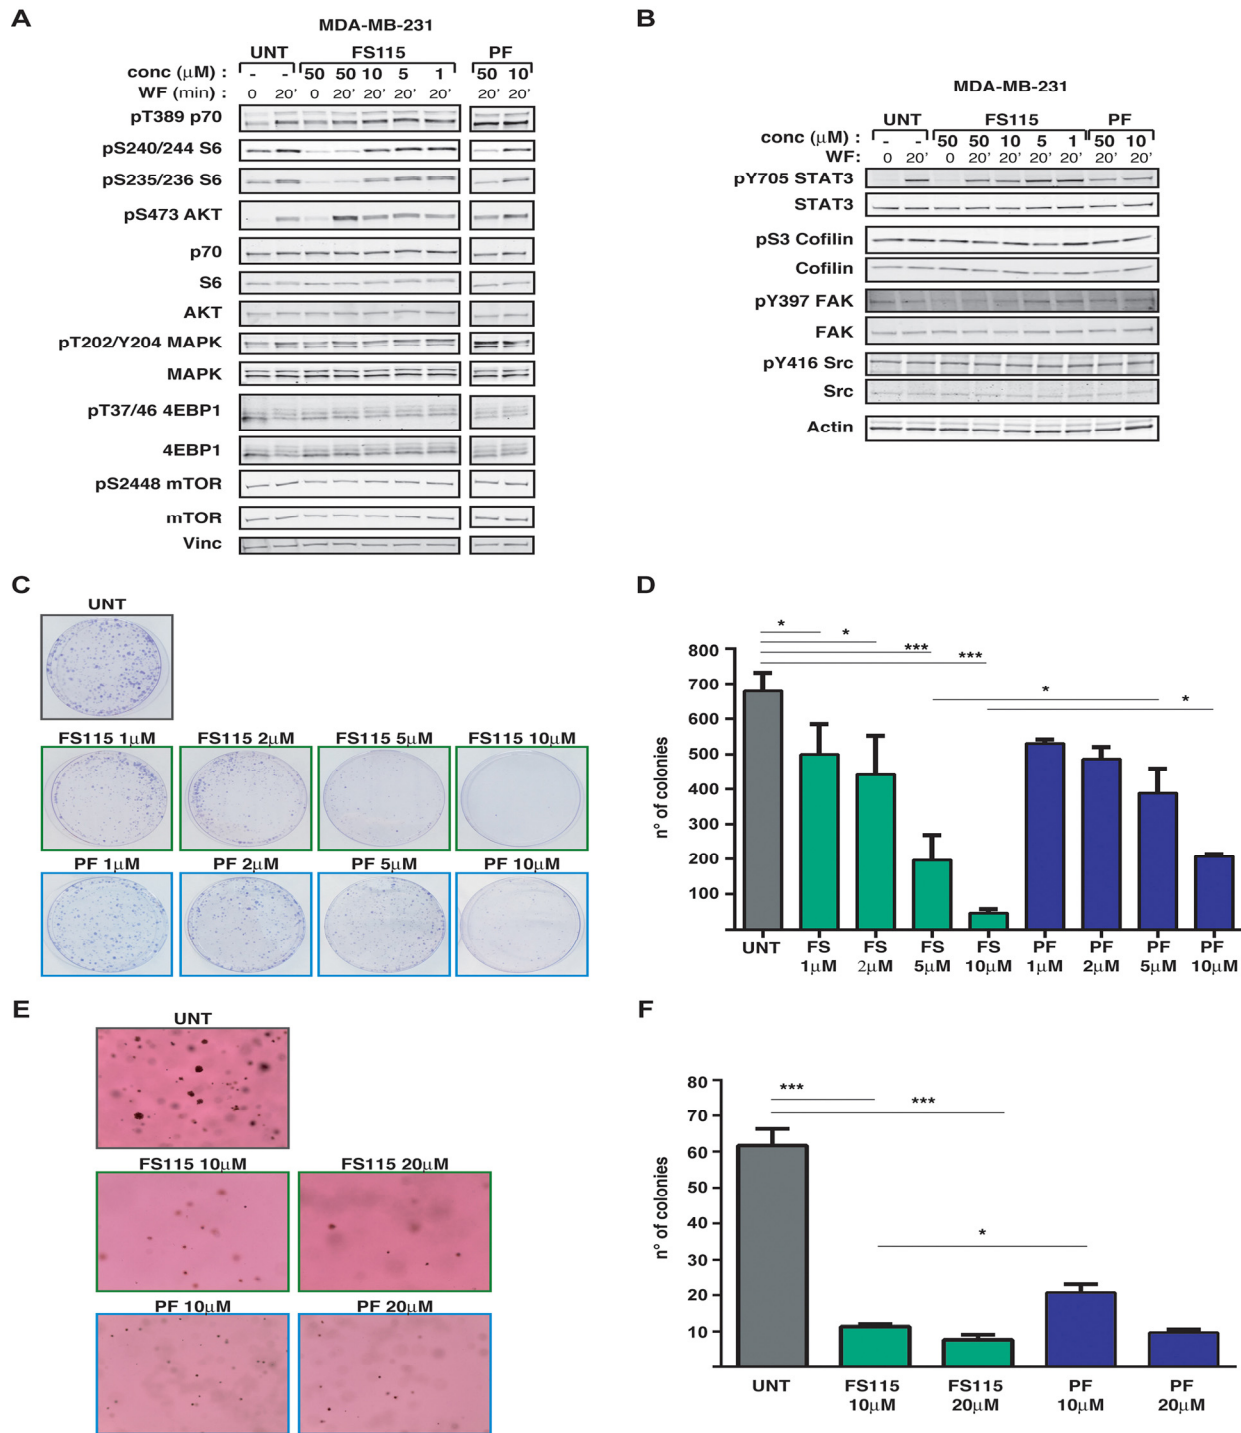 A
MDA-MB-231
UNT FS115 PF
conc (μM) : - - 50 50 10 5 1 50 10
WF (min) : 0 20' 0 20' 20' 20' 20' 20' 20'
pT389 p70
pS240/244 S6
pS235/236 S6
pS473 AKT
p70
S6
AKT
pT202/Y204 MAPK
MAPK
pT37/46 4EBP1
4EBP1
pS2448 mTOR
mTOR
Vinc
B
MDA-MB-231
UNT FS115 PF
conc (μM) : - - 50 50 10 5 1 50 10
WF: 0 20' 0 20' 20' 20' 20' 20' 20'
pY705 STAT3
STAT3
pS3 Cofilin
Cofilin
pY397 FAK
FAK
pY416 Src
Src
Actin
C
UNT
FS115 1μM FS115 2μM FS115 5μM FS115 10μM
PF 1μM PF 2μM PF 5μM PF 10μM
D
* * *** *** * *
n° of colonies
800
700
600
500
400
300
200
100
UNT FS FS FS FS PF PF PF PF
1μM 2μM 5μM 10μM 1μM 2μM 5μM 10μM
E
UNT
FS115 10μM FS115 20μM
PF 10μM PF 20μM
F
*** *** *
n° of colonies
80
70
60
50
40
30
20
10
UNT FS115 FS115 PF PF
10μM 20μM 10μM 20μM